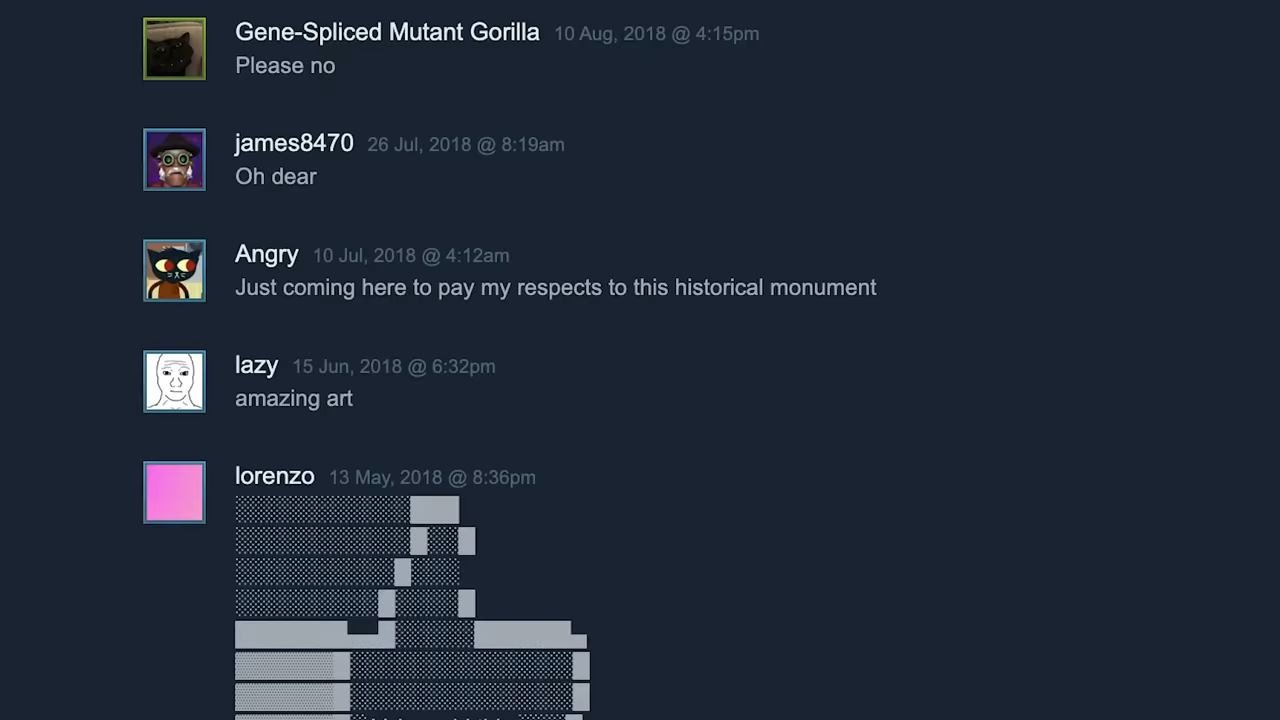 Gene-Spliced Mutant Gorilla 10 Aug, 2018 @ 4:15pm
Please no
james8470 26 Jul, 2018 @ 8:19am
Oh dear
Angry 10 Jul, 2018 @ 4:12am
Just coming here to pay my respects to this historical monument
lazy 15 Jun, 2018 @ 6:32pm
amazing art
lorenzo 13 May, 2018 @ 8:36pm